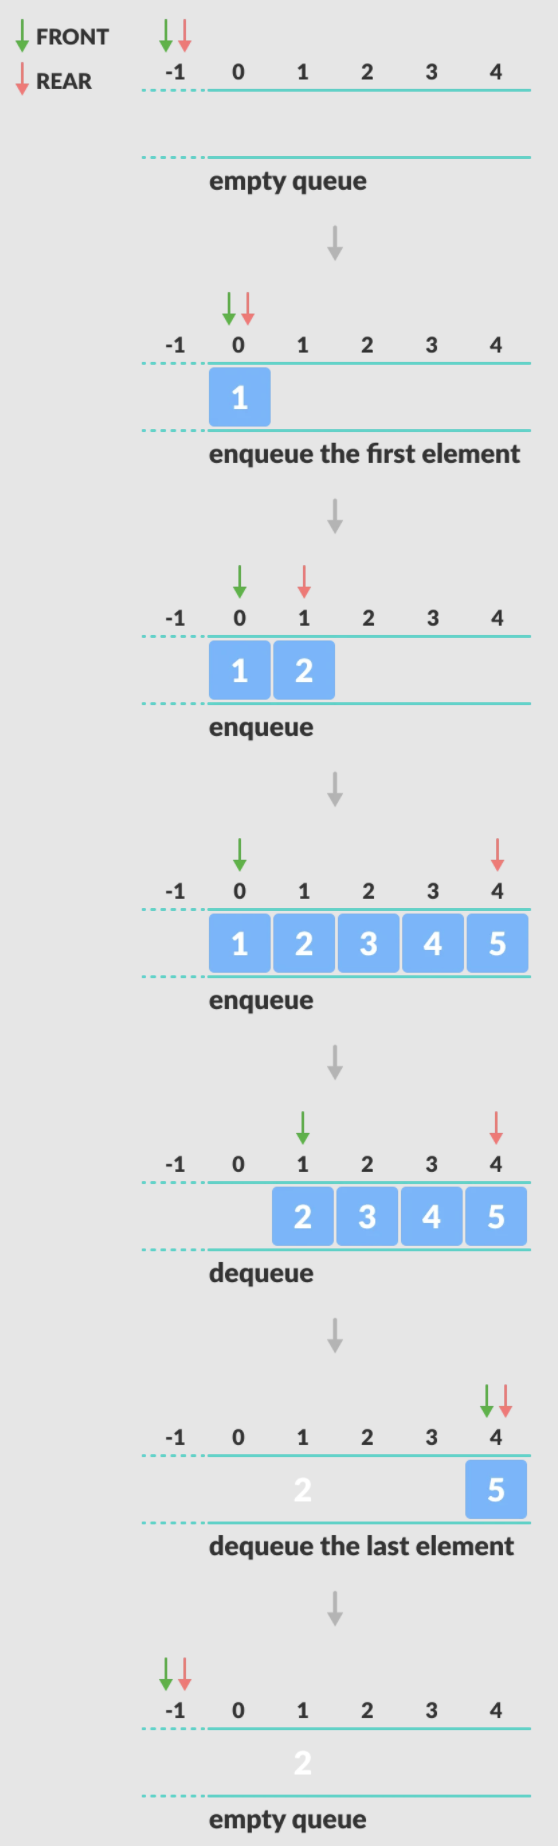 FRONT
REAR
-1 0 1 2 3 4
empty queue
-1 0 1 2 3 4
1
enqueue the first element
-1 0 1 2 3 4
1 2
enqueue
-1 0 1 2 3 4
1 2 3 4 5
enqueue
-1 0 1 2 3 4
2 3 4 5
dequeue
-1 0 1 2 3 4
2 5
dequeue the last element
-1 0 1 2 3 4
2
empty queue